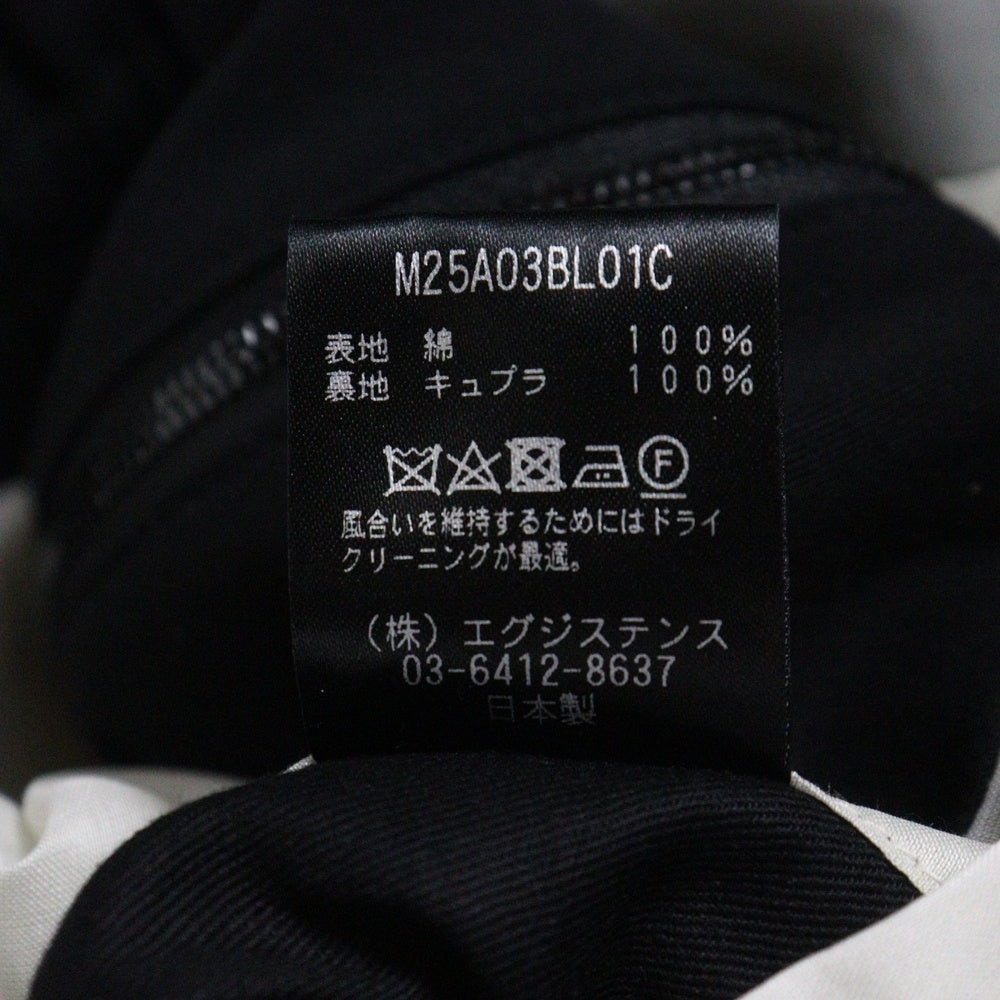 M25A03BL01C
表地 綿 100%
裏地 キュプラ 100%
F
風合いを維持するためにはドライ
クリーニングが最適。
(株)エグジステンス
03-6412-8637
日本製